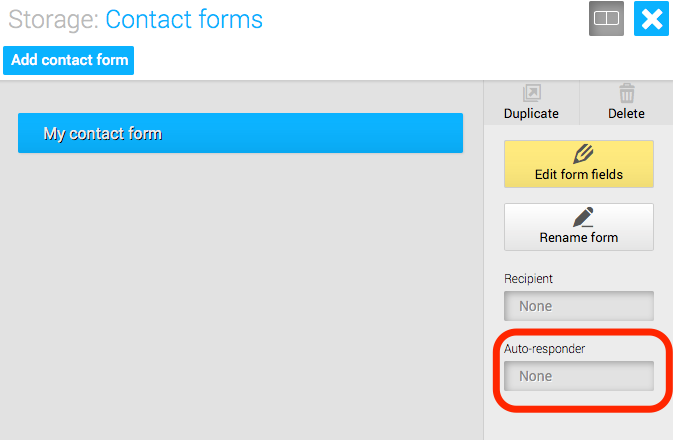 Storage: Contact forms
Add contact form
My contact form
Duplicate
Delete
Edit form fields
Rename form
Recipient
None
Auto-responder
None